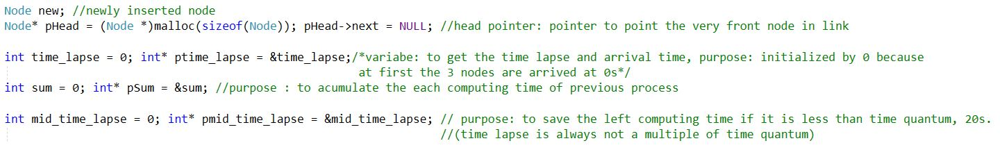 Node new; //newly inserted node
Node* pHead = (Node *)malloc(sizeof(Node)); pHead->next = NULL; //head pointer: pointer to point the very front node in link
int time_lapse = 0; int* ptime_lapse = &time_lapse;/*variabe: to get the time lapse and arrival time, purpose: initialized by 0 because
at first the 3 nodes are arrived at 0s*/
int sum = 0; int* pSum = &sum; //purpose : to acumulate the each computing time of previous process
int mid_time_lapse = 0; int* pmid_time_lapse = &mid_time_lapse; // purpose: to save the left computing time if it is less than time quantum, 20s.
//(time lapse is always not a multiple of time quantum)